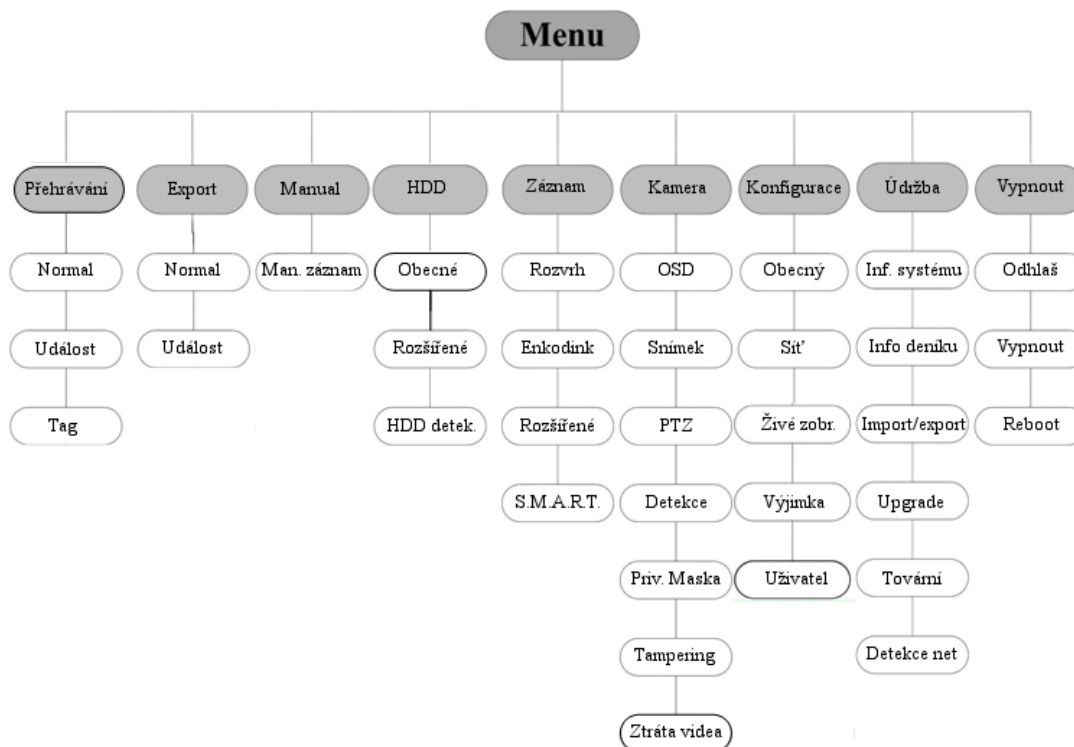 Menu
Přehrávání
Export
Manual
HDD
Záznam
Kamera
Konfigurace
Údržba
Vypnout
Normal
Normal
Man. záznam
Obecné
Rozvrh
OSD
Obecný
Inf. systému
Odhlaš
Událost
Událost
Rozšířené
Enkodink
Snímek
Síť
Info deníku
Vypnout
Tag
HDD detek.
Rozšířené
PTZ
Živé zobr.
Import/export
Reboot
S.M.A.R.T.
Detekce
Výjimka
Upgrade
Priv. Maska
Uživatel
Tovární
Tampering
Detekce net
Ztráta videa